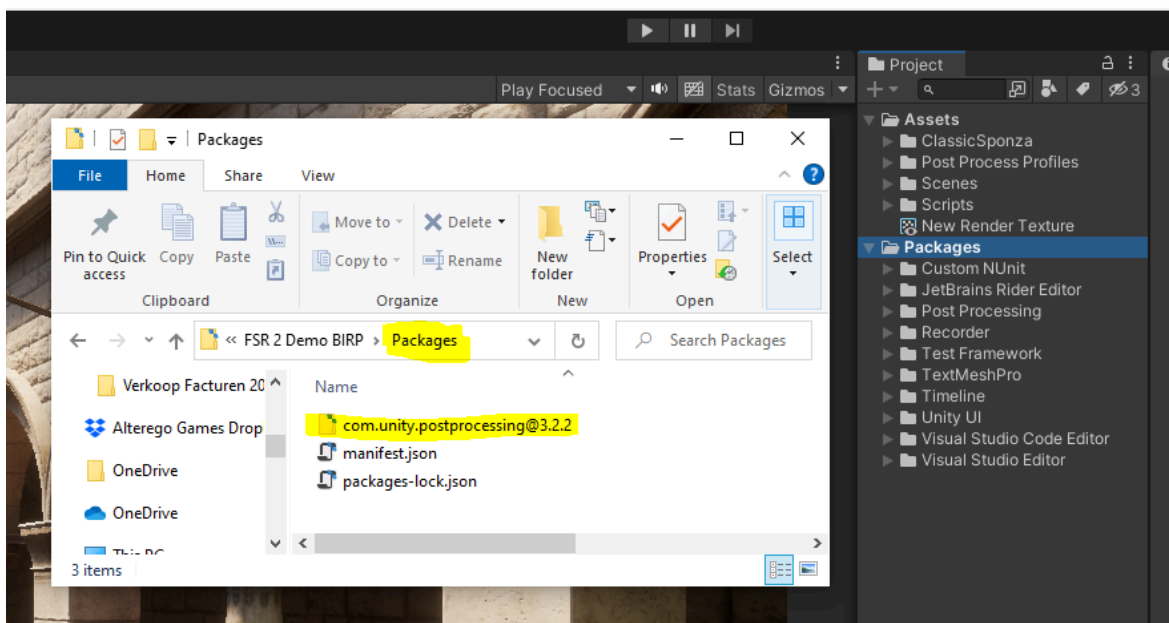 Project
Play Focused
Stats
Gizmos
3
Packages
File
Home
Share
View
Pin to Quick access
Copy
Paste
Clipboard
Move to
Copy to
Delete
Rename
Organize
New folder
New
Properties
Open
Select
« FSR 2 Demo BIRP > Packages
Search Packages
Verkoop Facturen 20
Alterego Games Drop
OneDrive
OneDrive
This PC
Name
com.unity.postprocessing@3.2.2
manifest.json
packages-lock.json
3 items
Assets
ClassicSponza
Post Process Profiles
Scenes
Scripts
New Render Texture
Packages
Custom NUnit
JetBrains Rider Editor
Post Processing
Recorder
Test Framework
TextMeshPro
Timeline
Unity UI
Visual Studio Code Editor
Visual Studio Editor